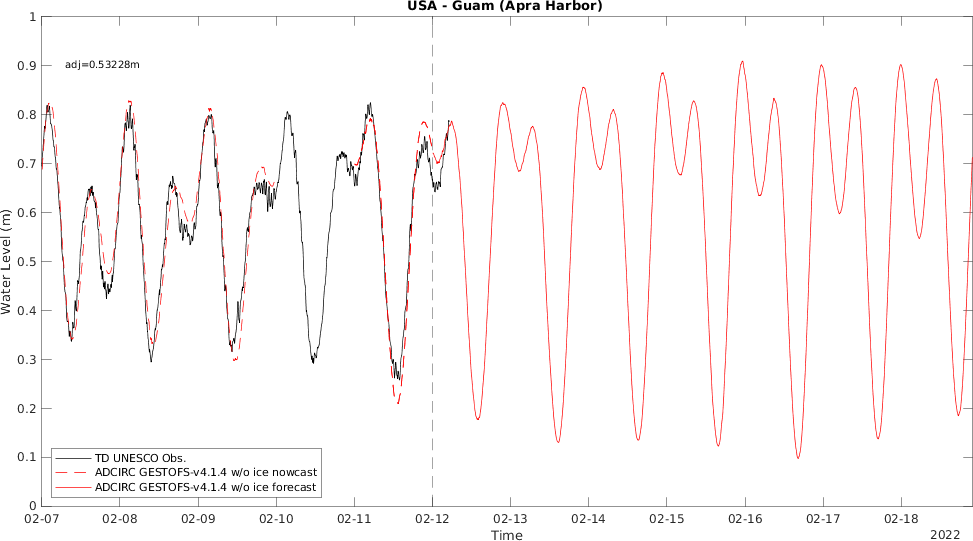 USA - Guam (Apra Harbor)
1
0.9
0.8
0.7
0.6
0.5
0.4
0.3
0.2
0.1
0
Water Level (m)
adj=0.53228m
TD UNESCO Obs.
ADCIRC GESTOFS-v4.1.4 w/o ice nowcast
ADCIRC GESTOFS-v4.1.4 w/o ice forecast
02-07 02-08 02-09 02-10 02-11 02-12 02-13 02-14 02-15 02-16 02-17 02-18
Time
2022